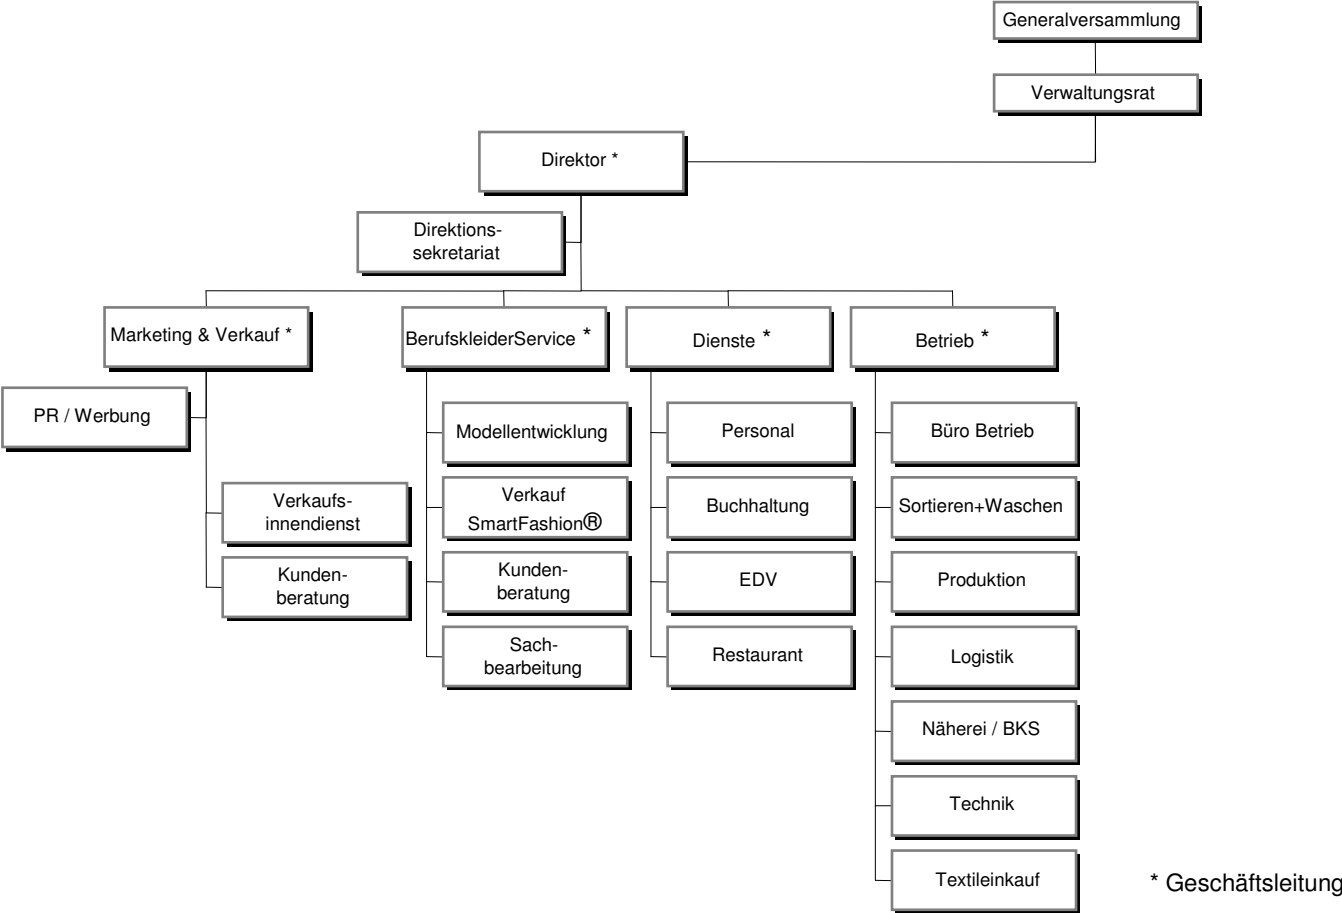 Generalversammlung
Verwaltungsrat
Direktor *
Direktions-
sekretariat
Marketing & Verkauf *
BerufskleiderService *
Dienste *
Betrieb *
PR / Werbung
Verkaufs-
innendienst
Kunden-
beratung
Modellentwicklung
Verkauf
SmartFashion®
Kunden-
beratung
Sach-
bearbeitung
Personal
Buchhaltung
EDV
Restaurant
Büro Betrieb
Sortieren+Waschen
Produktion
Logistik
Näherei / BKS
Technik
Textileinkauf
* Geschäftsleitung